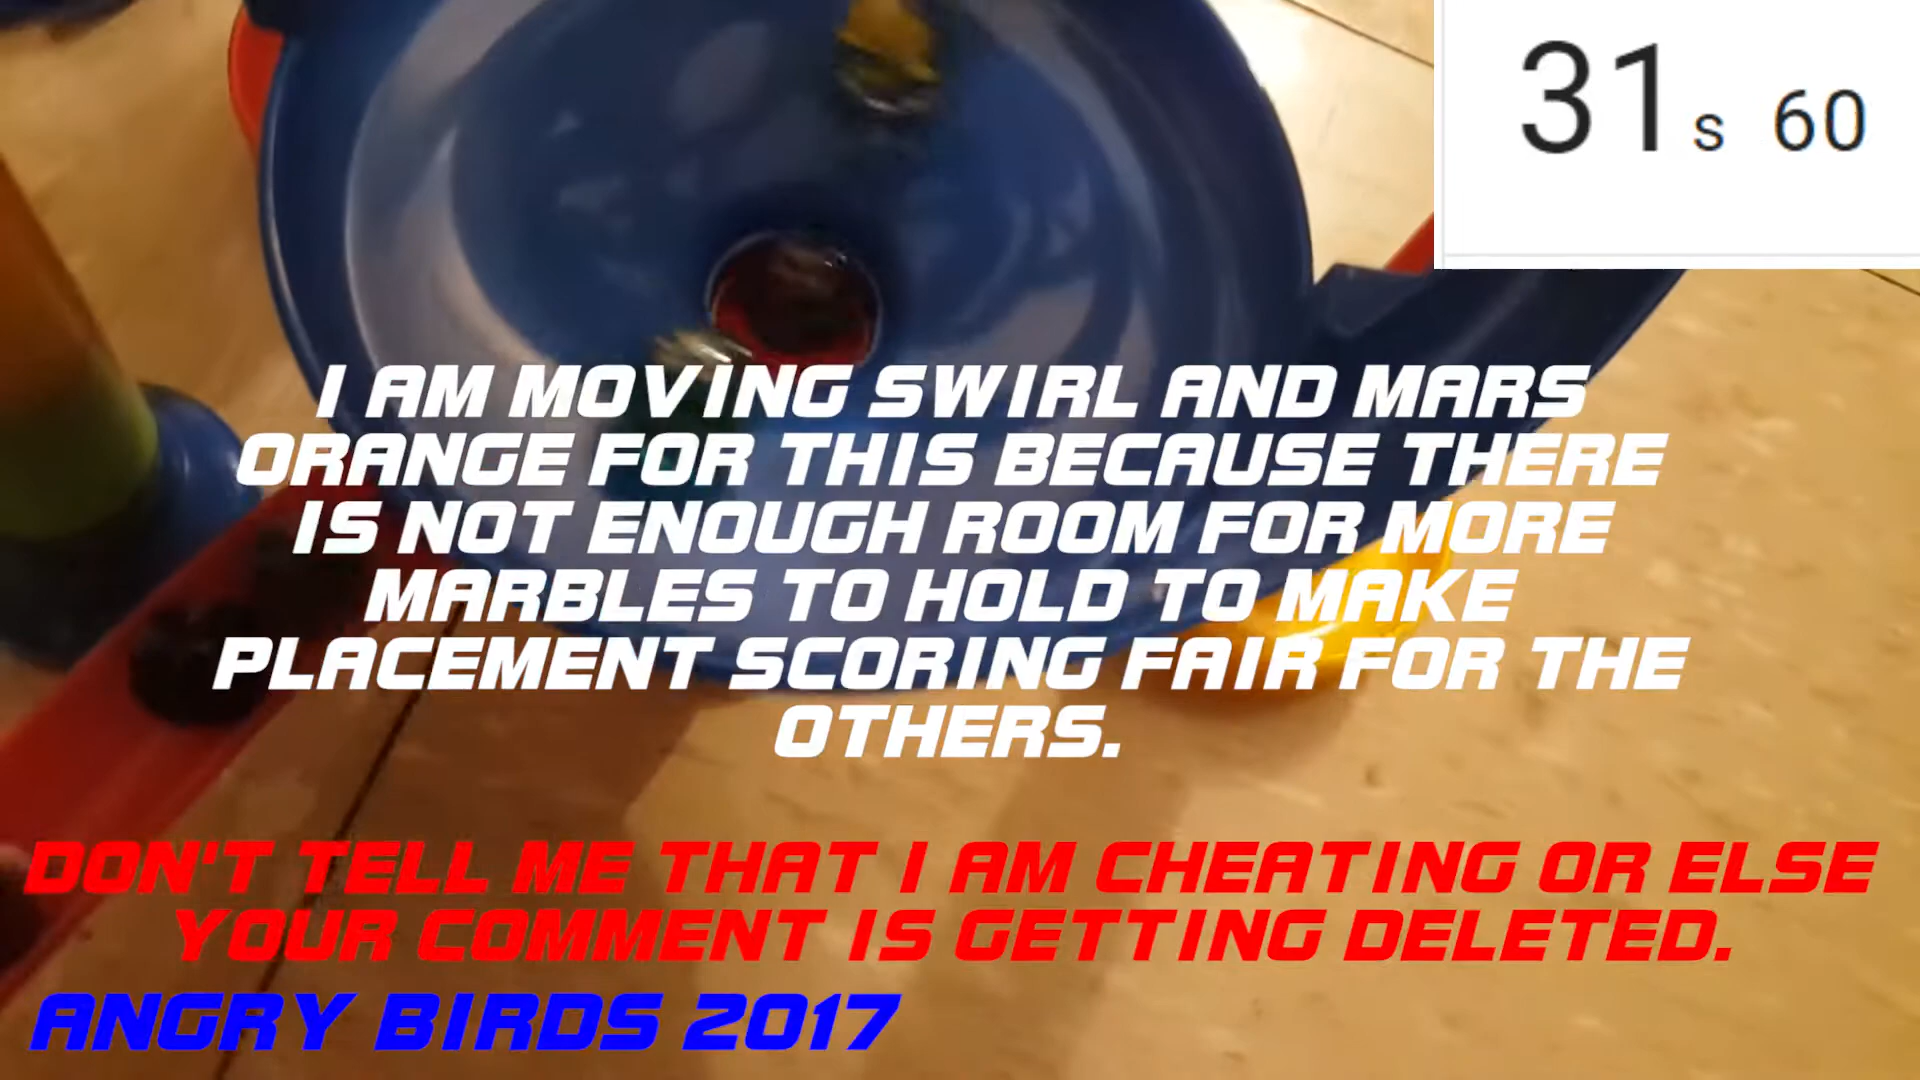 31s 60
I AM MOVING SWIRL AND MARS
ORANGE FOR THIS BECAUSE THERE
IS NOT ENOUGH ROOM FOR MORE
MARBLES TO HOLD TO MAKE
PLACEMENT SCORING FAIR FOR THE
OTHERS.
DON'T TELL ME THAT I AM CHEATING OR ELSE
YOUR COMMENT IS GETTING DELETED.
ANGRY BIRDS 2017